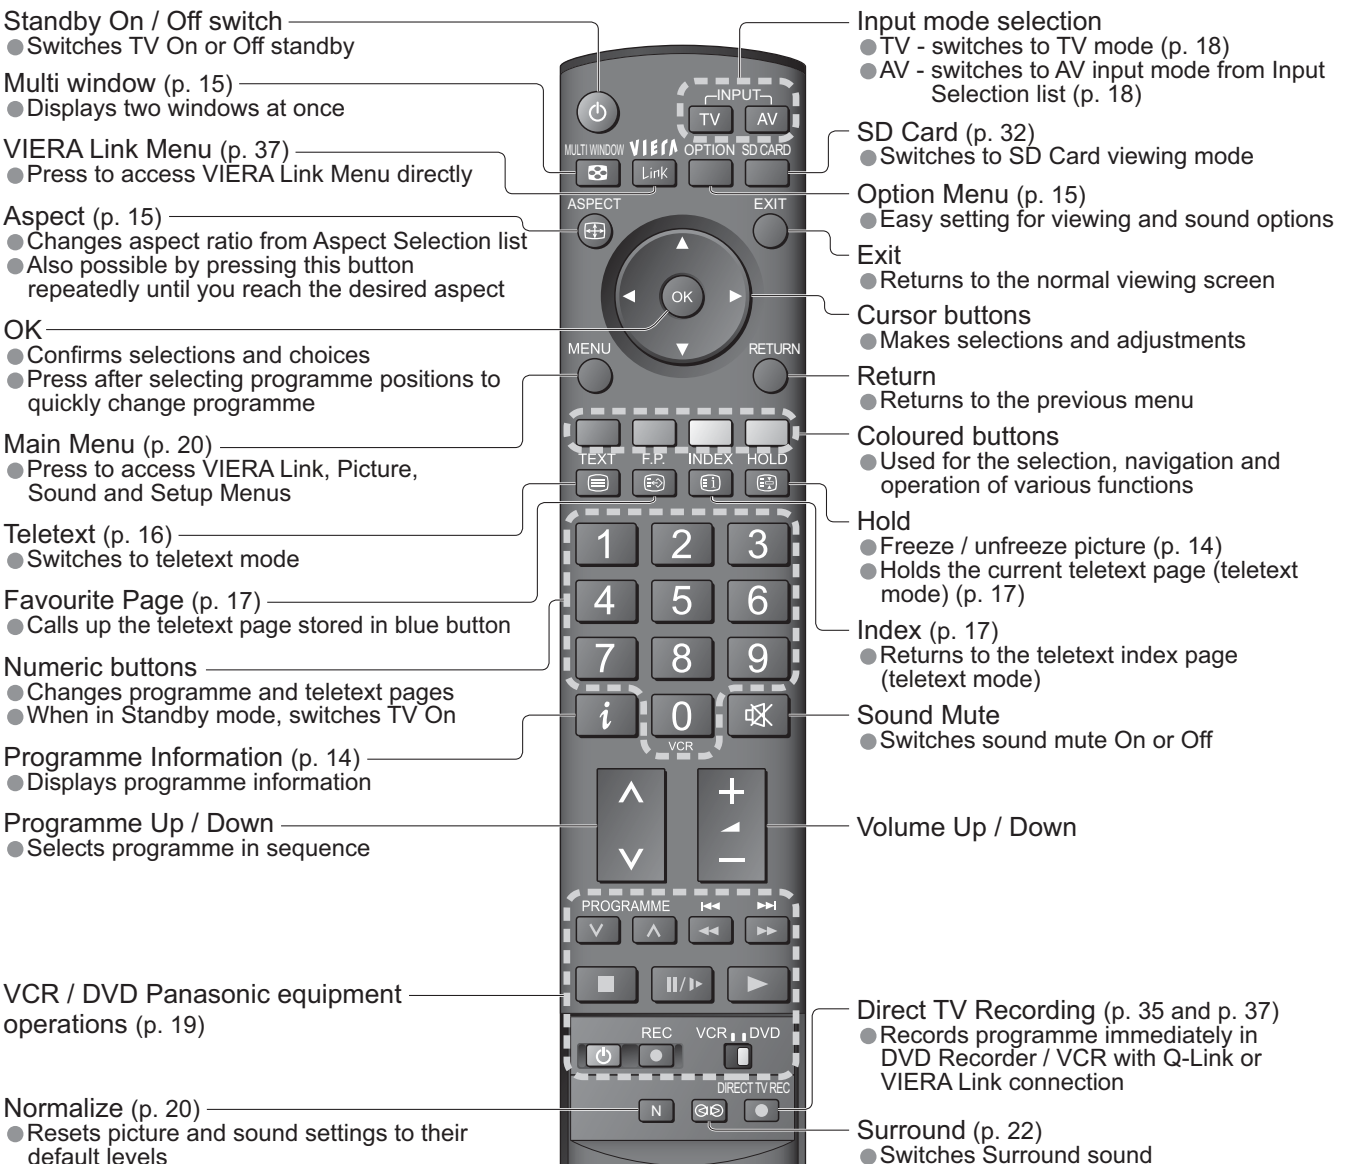 Standby On / Off switch
●Switches TV On or Off standby
Multi window (p. 15)
●Displays two windows at once
VIERA Link Menu (p. 37)
●Press to access VIERA Link Menu directly
Aspect (p. 15)
●Changes aspect ratio from Aspect Selection list
●Also possible by pressing this button
repeatedly until you reach the desired aspect
OK
●Confirms selections and choices
●Press after selecting programme positions to
quickly change programme
Main Menu (p. 20)
●Press to access VIERA Link, Picture,
Sound and Setup Menus
Teletext (p. 16)
●Switches to teletext mode
Favourite Page (p. 17)
●Calls up the teletext page stored in blue button
Numeric buttons
●Changes programme and teletext pages
●When in Standby mode, switches TV On
Programme Information (p. 14)
●Displays programme information
Programme Up / Down
●Selects programme in sequence
VCR / DVD Panasonic equipment
operations (p. 19)
Normalize (p. 20)
●Resets picture and sound settings to their
default levels
INPUT
TV AV
MULTI WINDOW VIERA OPTION SD CARD
Link
ASPECT EXIT
OK
MENU RETURN
TEXT F.P. INDEX HOLD
1 2 3
4 5 6
7 8 9
i 0
VCR
PROGRAMME
REC VCR DVD
DIRECT TV REC
N
Input mode selection
●TV - switches to TV mode (p. 18)
●AV - switches to AV input mode from Input
Selection list (p. 18)
SD Card (p. 32)
●Switches to SD Card viewing mode
Option Menu (p. 15)
●Easy setting for viewing and sound options
Exit
●Returns to the normal viewing screen
Cursor buttons
●Makes selections and adjustments
Return
●Returns to the previous menu
Coloured buttons
●Used for the selection, navigation and
operation of various functions
Hold
●Freeze / unfreeze picture (p. 14)
●Holds the current teletext page (teletext
mode) (p. 17)
Index (p. 17)
●Returns to the teletext index page
(teletext mode)
Sound Mute
●Switches sound mute On or Off
Volume Up / Down
Direct TV Recording (p. 35 and p. 37)
●Records programme immediately in
DVD Recorder / VCR with Q-Link or
VIERA Link connection
Surround (p. 22)
●Switches Surround sound